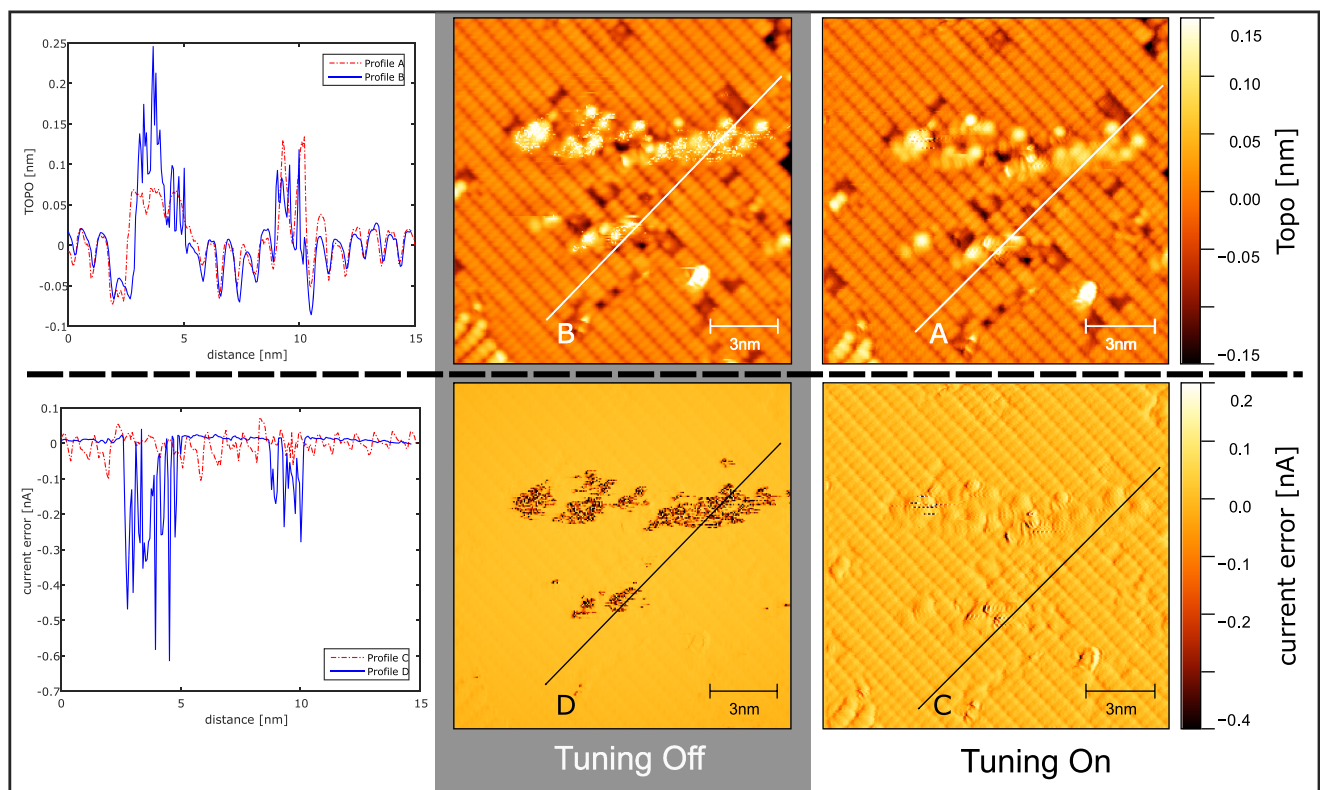 0.25
0.20
0.15
0.10
0.05
0
-0.05
-0.1
TOPO [nm]
0
5
10
15
distance [nm]
Profile A
Profile B
B
3nm
A
3nm
0.15
0.10
0.05
0.00
−0.05
−0.15
Topo [nm]
0.1
0
-0.1
-0.2
-0.3
-0.4
-0.5
-0.6
-0.7
current error [nA]
0
5
10
15
distance [nm]
Profile C
Profile D
D
3nm
C
3nm
0.2
0.1
0.0
−0.1
−0.2
−0.4
current error [nA]
Tuning Off
Tuning On